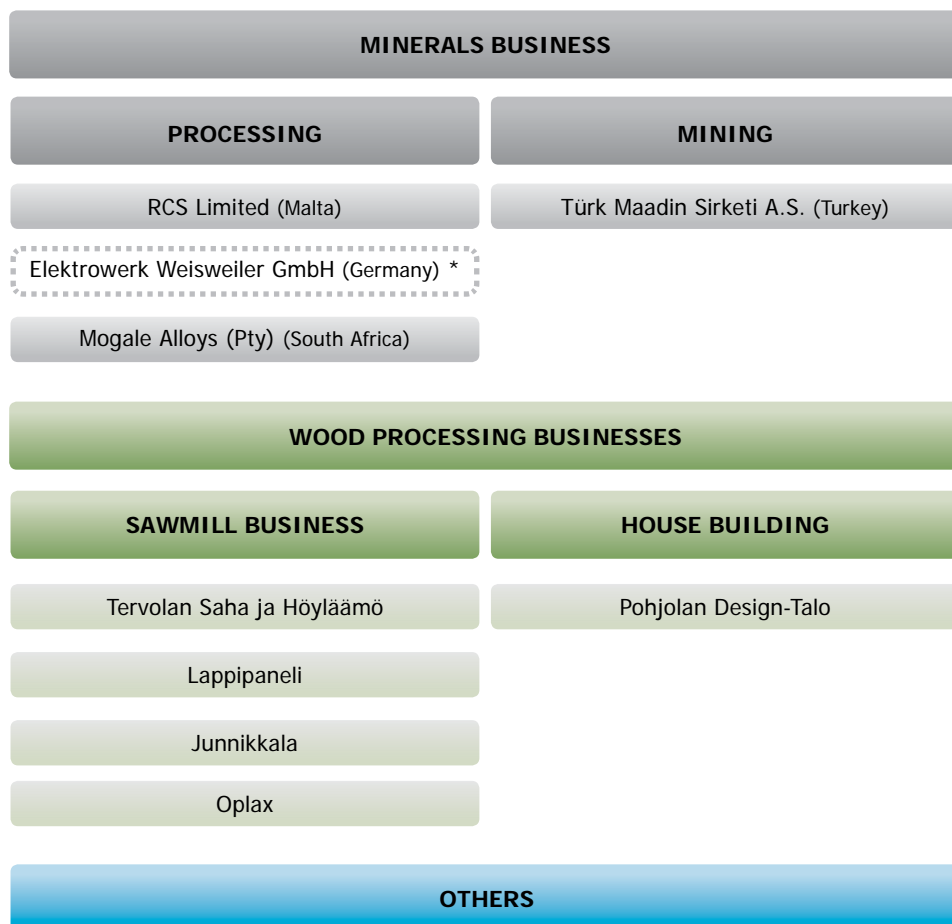 MINERALS BUSINESS
PROCESSING
MINING
RCS Limited (Malta)
Türk Maadin Sirketi A.S. (Turkey)
Elektrowerk Weisweiler GmbH (Germany) *
Mogale Alloys (Pty) (South Africa)
WOOD PROCESSING BUSINESSES
SAWMILL BUSINESS
HOUSE BUILDING
Tervolan Saha ja Höyläämö
Pohjolan Design-Talo
Lappipaneli
Junnikkala
Oplax
OTHERS